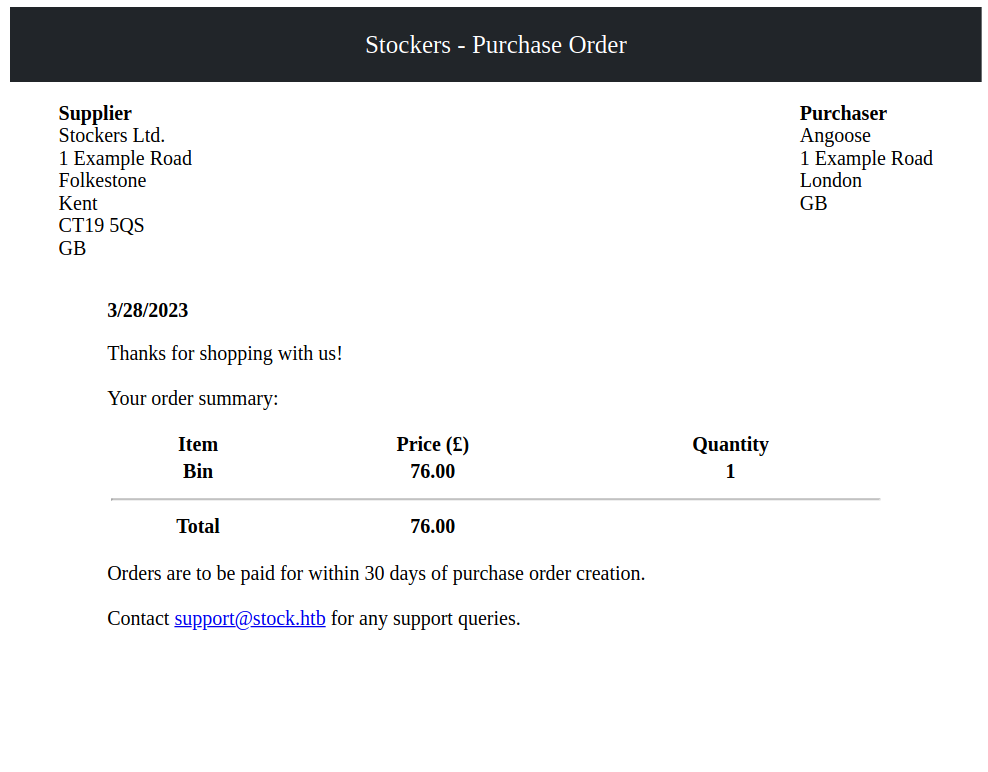 Stockers - Purchase Order
Supplier
Stockers Ltd.
1 Example Road
Folkestone
Kent
CT19 5QS
GB
Purchaser
Angoose
1 Example Road
London
GB
3/28/2023
Thanks for shopping with us!
Your order summary:
Item Price (£) Quantity
Bin 76.00 1
Total 76.00
Orders are to be paid for within 30 days of purchase order creation.
Contact support@stock.htb for any support queries.